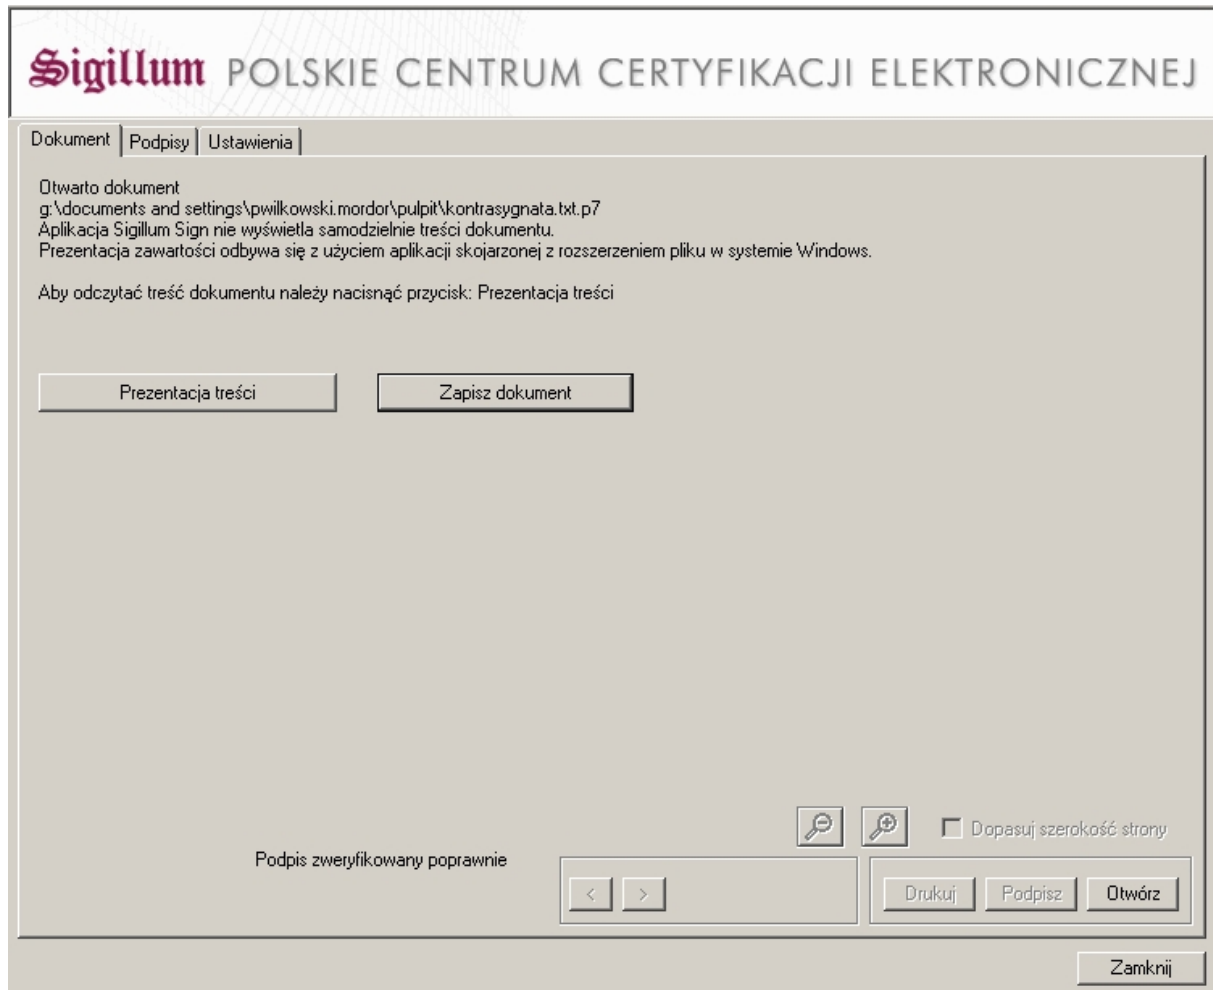 Sigillum POLSKIE CENTRUM CERTYFIKACJI ELEKTRONICZNEJ
Dokument Podpisy Ustawienia
Otwarto dokument
g:\documents and settings\pwilkowski.mordor\pulpit\kontrasygnata.txt.p7
Aplikacja Sigillum Sign nie wyświetla samodzielnie treści dokumentu.
Prezentacja zawartości odbywa się z użyciem aplikacji skojarzonej z rozszerzeniem pliku w systemie Windows.
Aby odczytać treść dokumentu należy nacisnąć przycisk: Prezentacja treści
Prezentacja treści Zapisz dokument
Dopasuj szerokość strony
Podpis zweryfikowany poprawnie
< > Drukuj Podpisz Otwórz
Zamknij